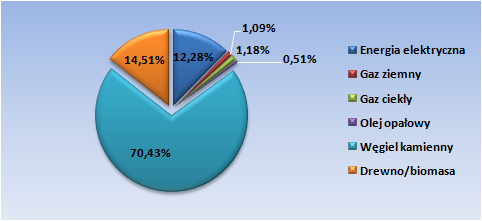 1,09%
1,18%
0,51%
12,28%
14,51%
70,43%
Energia elektryczna
Gaz ziemny
Gaz ciekły
Olej opałowy
Węgiel kamienny
Drewno/biomasa